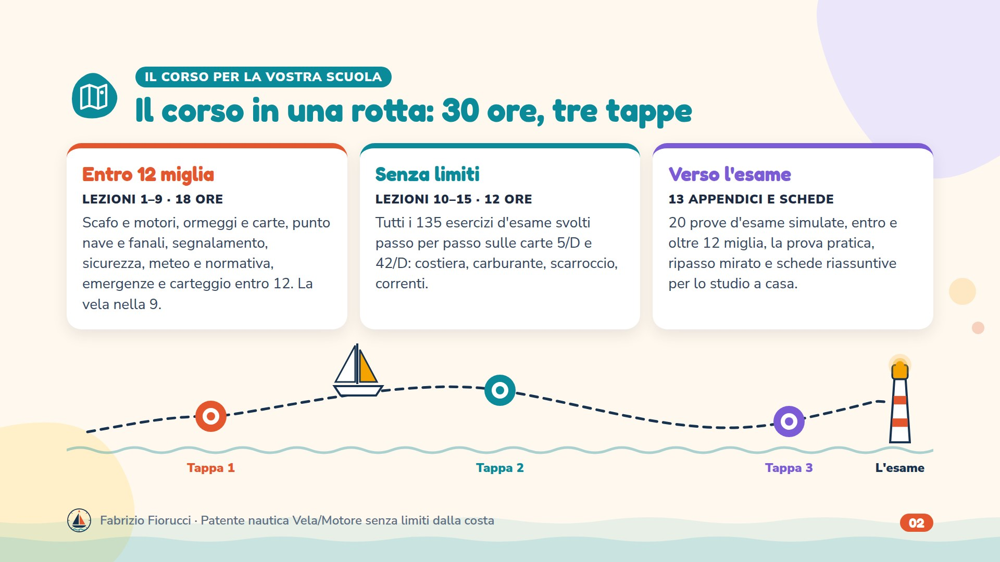 IL CORSO PER LA VOSTRA SCUOLA
Il corso in una rotta: 30 ore, tre tappe
Entro 12 miglia
LEZIONI 1–9 · 18 ORE
Scafo e motori, ormeggi e carte, punto
nave e fanali, segnalamento,
sicurezza, meteo e normativa,
emergenze e carteggio entro 12. La
vela nella 9.
Senza limiti
LEZIONI 10–15 · 12 ORE
Tutti i 135 esercizi d'esame svolti
passo per passo sulle carte 5/D e
42/D: costiera, carburante, scarroccio,
correnti.
Verso l'esame
13 APPENDICI E SCHEDE
20 prove d'esame simulate, entro e
oltre 12 miglia, la prova pratica,
ripasso mirato e schede riassuntive
per lo studio a casa.
Tappa 1
Tappa 2
Tappa 3
L'esame
Fabrizio Fiorucci · Patente nautica Vela/Motore senza limiti dalla costa
02